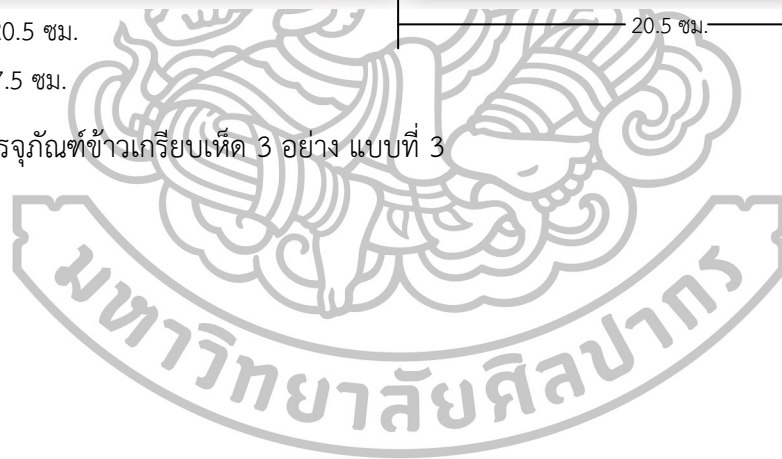 20.5 ซม.
20.5 ซม.
7.5 ซม.
รจุภัณฑ์ข้าวเกรียบเห็ด 3 อย่าง แบบที่ 3
มหาวิทยาลัยศิลปากร